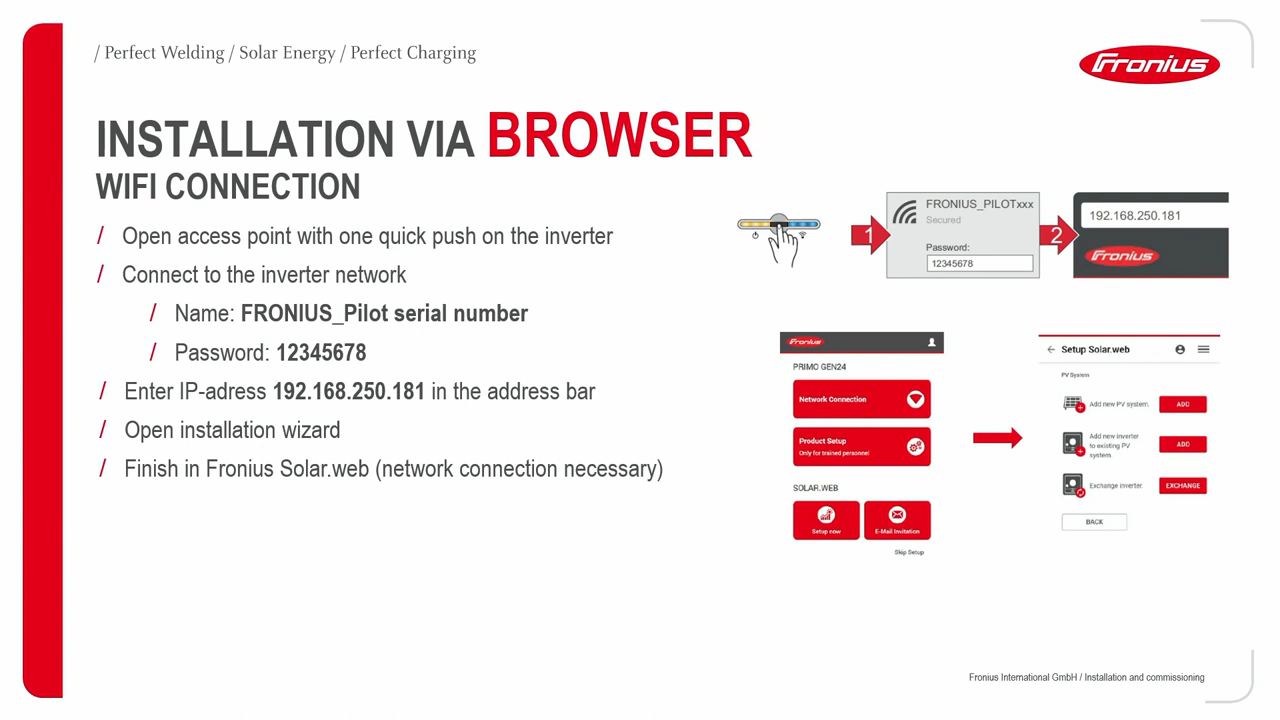 / Perfect Welding / Solar Energy / Perfect Charging
Fronius
INSTALLATION VIA BROWSER
WIFI CONNECTION
/ Open access point with one quick push on the inverter
/ Connect to the inverter network
/ Name: FRONIUS_Pilot serial number
/ Password: 12345678
/ Enter IP-adress 192.168.250.181 in the address bar
/ Open installation wizard
/ Finish in Fronius Solar.web (network connection necessary)
1
FRONIUS_PILOTxxx
Secured
Password:
12345678
2
192.168.250.181
Fronius
Fronius
PRIMO GEN24
Network Connection
Product Setup
Only for trained personnel
SOLAR.WEB
Setup now
E-Mail Invitation
Skip Setup
Setup Solar.web
PV System
Add new PV system.
ADD
Add new inverter
to existing PV
system.
ADD
Exchange inverter.
EXCHANGE
BACK
Fronius International GmbH / Installation and commissioning